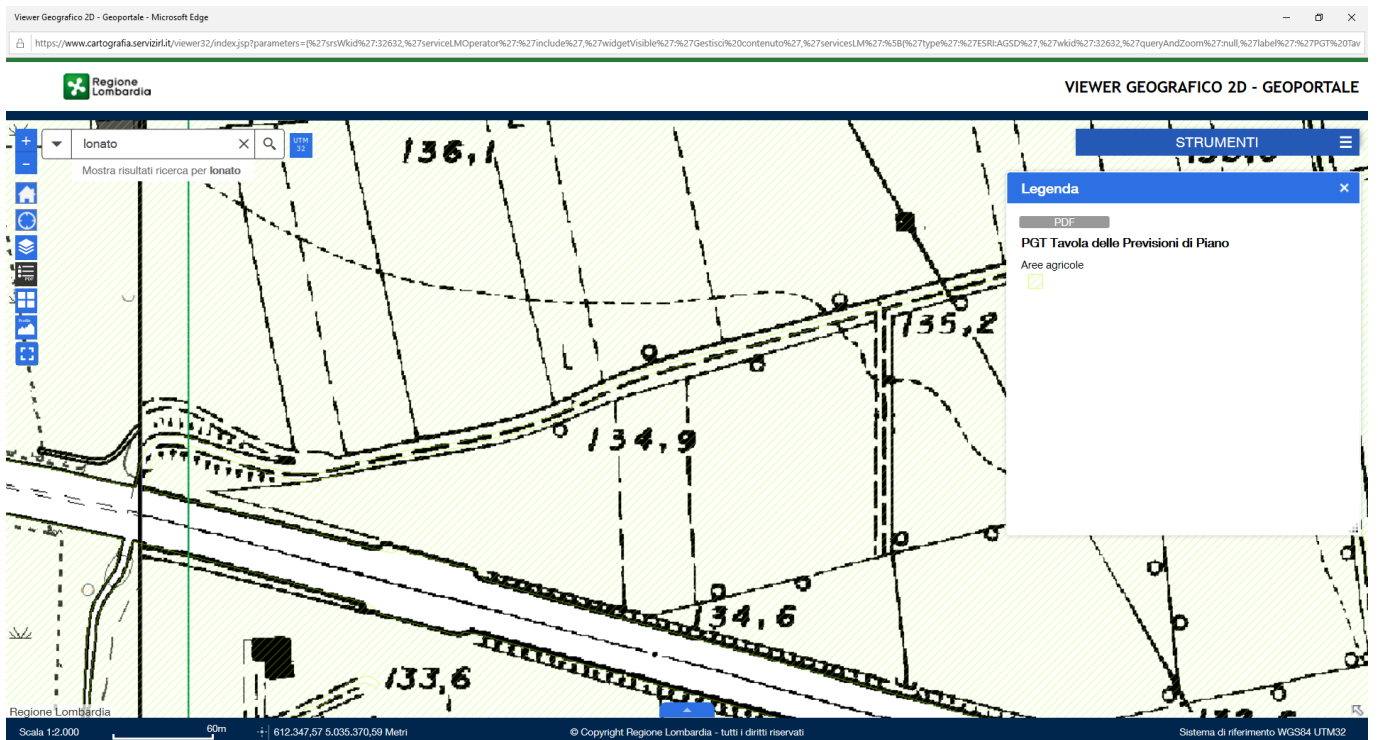 Viewer Geografico 2D - Geoportale - Microsoft Edge
https://www.cartografia.servizirl.it/viewer32/index.jsp?parameters={%27srsWkid%27:32632,%27serviceLMOperator%27:%27include%27,%27widgetVisible%27:%27Gestisci%20contenuto%27,%27servicesLM%27:%5B{%27type%27:%27ESRI:AGSD%27,%27wkid%27:32632,%27queryAndZoom%27:null,%27label%27:%27PGT%20Tav
Regione
Lombardia
VIEWER GEOGRAFICO 2D - GEOPORTALE
+
lonato
UTM
32
Mostra risultati ricerca per lonato
-
STRUMENTI
136,1
Legenda
PDF
PGT Tavola delle Previsioni di Piano
Aree agricole
135,2
134,9
134,6
133,6
Regione Lombardia
Scala 1:2.000
60m
612.347,57 5.035.370,59 Metri
© Copyright Regione Lombardia - tutti i diritti riservati
Sistema di riferimento WGS84 UTM32